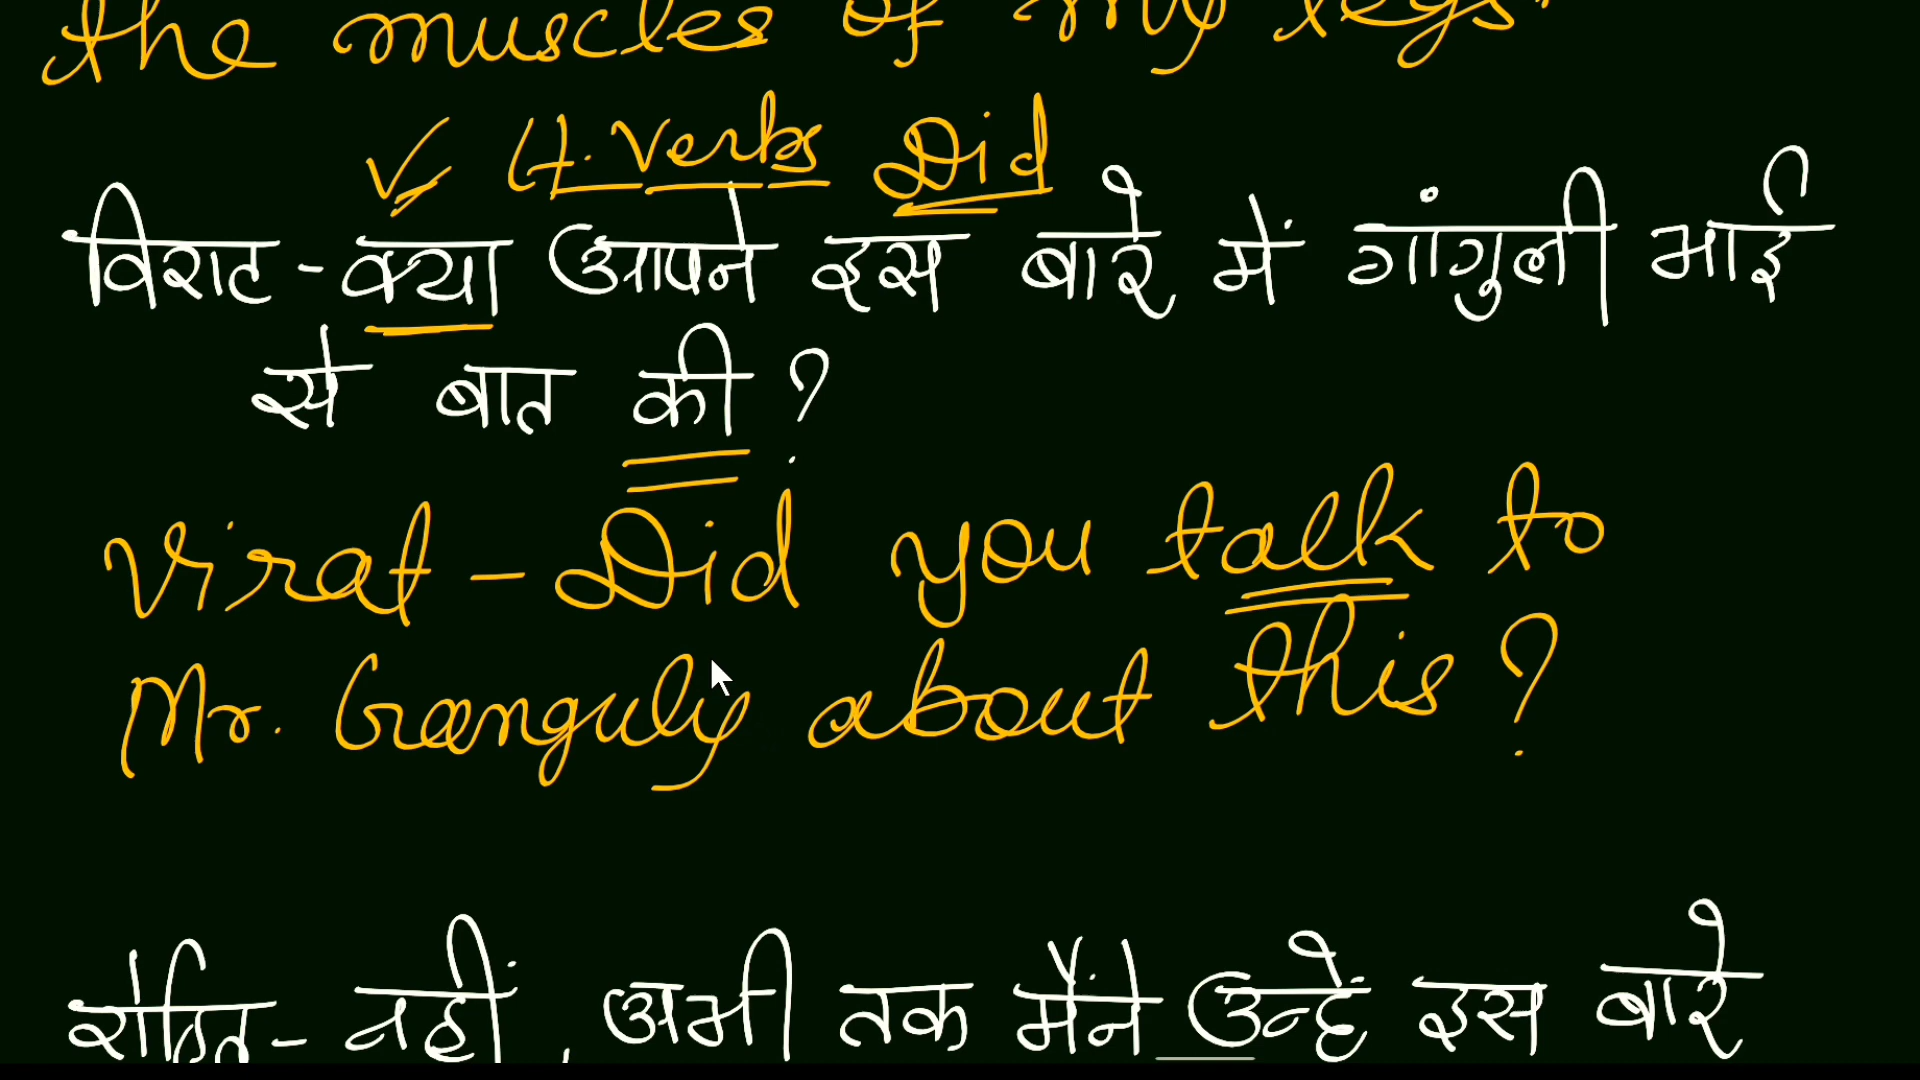 the muscles of my legs.
✓ H. Verbs Did
विराट - क्या आपने इस बारे में गांगुली भाई
से बात की ?
Virat - Did you talk to
Mr. Ganguly about this ?
रोहित - नहीं , अभी तक मैंने उन्हें इस बारे